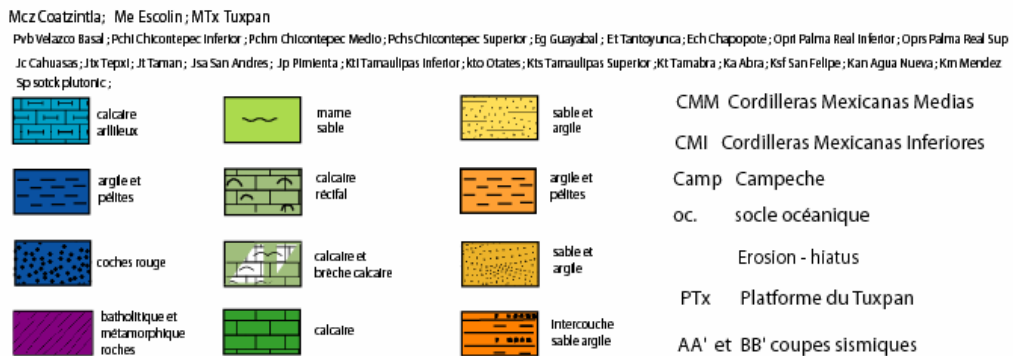 Mcz Coatzintla; Me Escolin; MTx Tuxpan
Pvb Velazco Basal; Pchi Chicontepec Inferior; Pchm Chicontepec Medio; Pchs Chicontepec Superior; Eg Guayabal; Et Tantoyunca; Ech Chapopote; Opri Palma Real Inferior; Oprs Palma Real Sup
Jc Cahuasas; Jtx Tepxi; Jt Taman; Jsa San Andres; Jp Pimienta; Kti Tamaulipas Inferior; kto Otates; Kts Tamaulipas Superior; Kt Tamabra; Ka Abra; Ksf San Felipe; Kan Agua Nueva; Km Mendez
Sp sotck plutonic;
calcaire
arilileux
argile et
pélites
coches rouge
batholitique et
métamorphique
roches
marne
sable
calcaire
récifal
calcaire et
brèche calcaire
calcaire
sable et
argile
argile et
pélites
sable et
argile
Intercouche
sable argile
CMM Cordilleras Mexicanas Medias
CMI Cordilleras Mexicanas Inferiores
Camp Campeche
oc. socle océanique
Erosion - hiatus
PTx Platforme du Tuxpan
AA' et BB' coupes sismiques